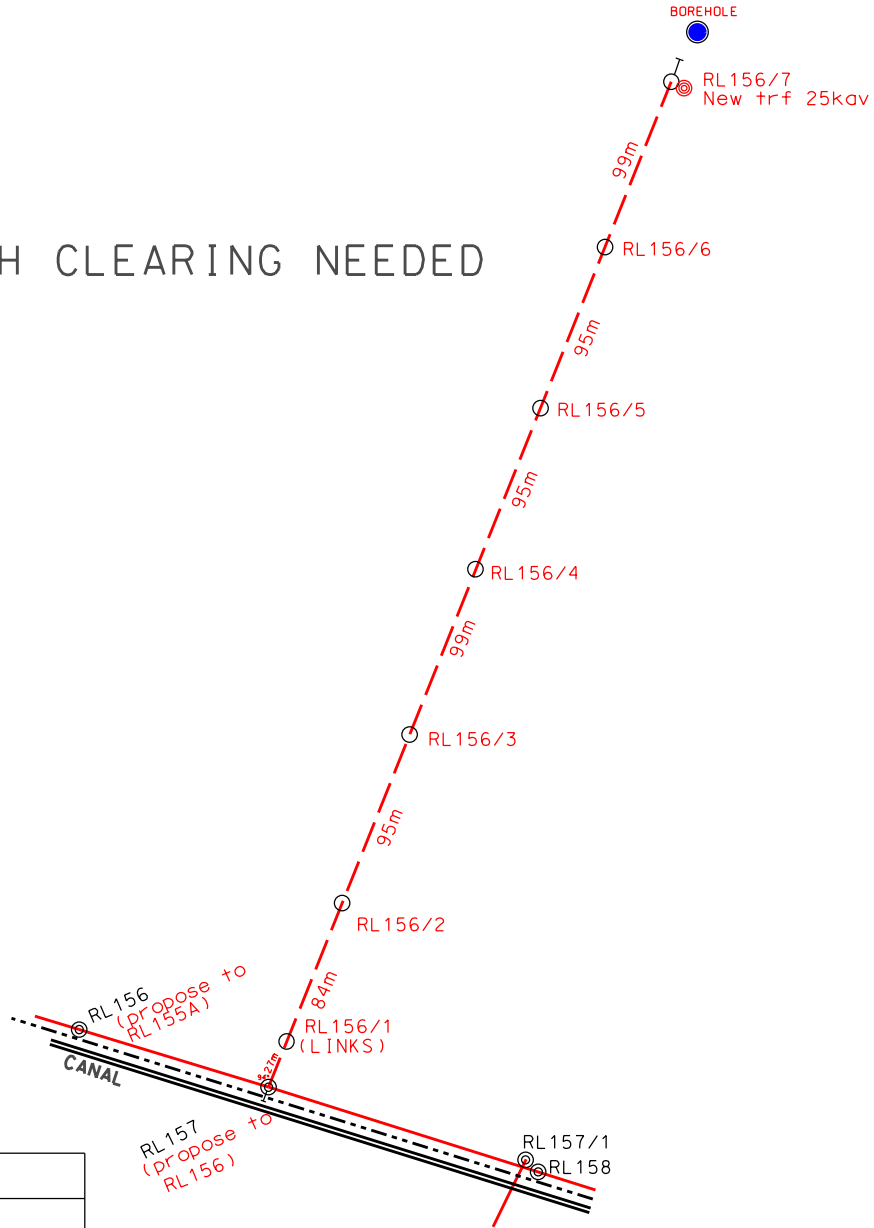 BOREHOLE
RL156/7
New trf 25kav
99m
H CLEARING NEEDED
RL156/6
95m
RL156/5
95m
RL156/4
99m
RL156/3
95m
RL156/2
84m
RL156
(propose to
RL155A)
RL156/1
(LINKS)
CANAL
RL157
(propose to
RL156)
RL157/1
RL158